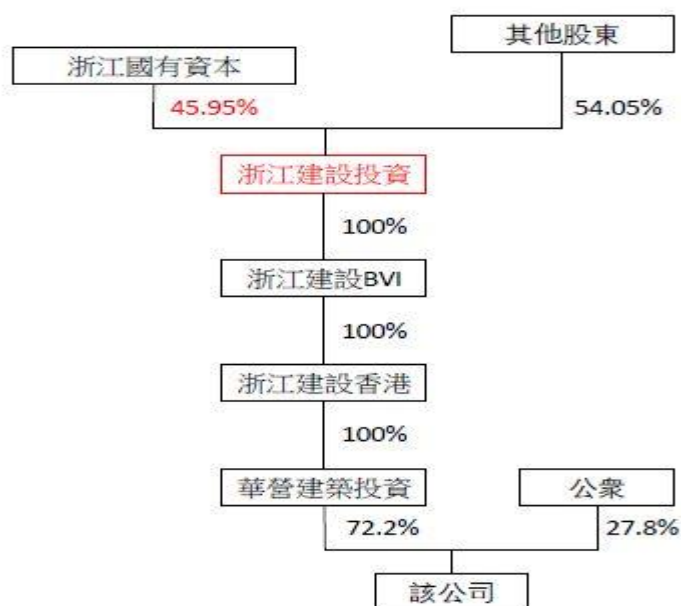 其他股東
浙江國有資本
45.95%
54.05%
浙江建設投資
100%
浙江建設BVI
100%
浙江建設香港
100%
華營建築投資
公衆
72.2%
27.8%
該公司